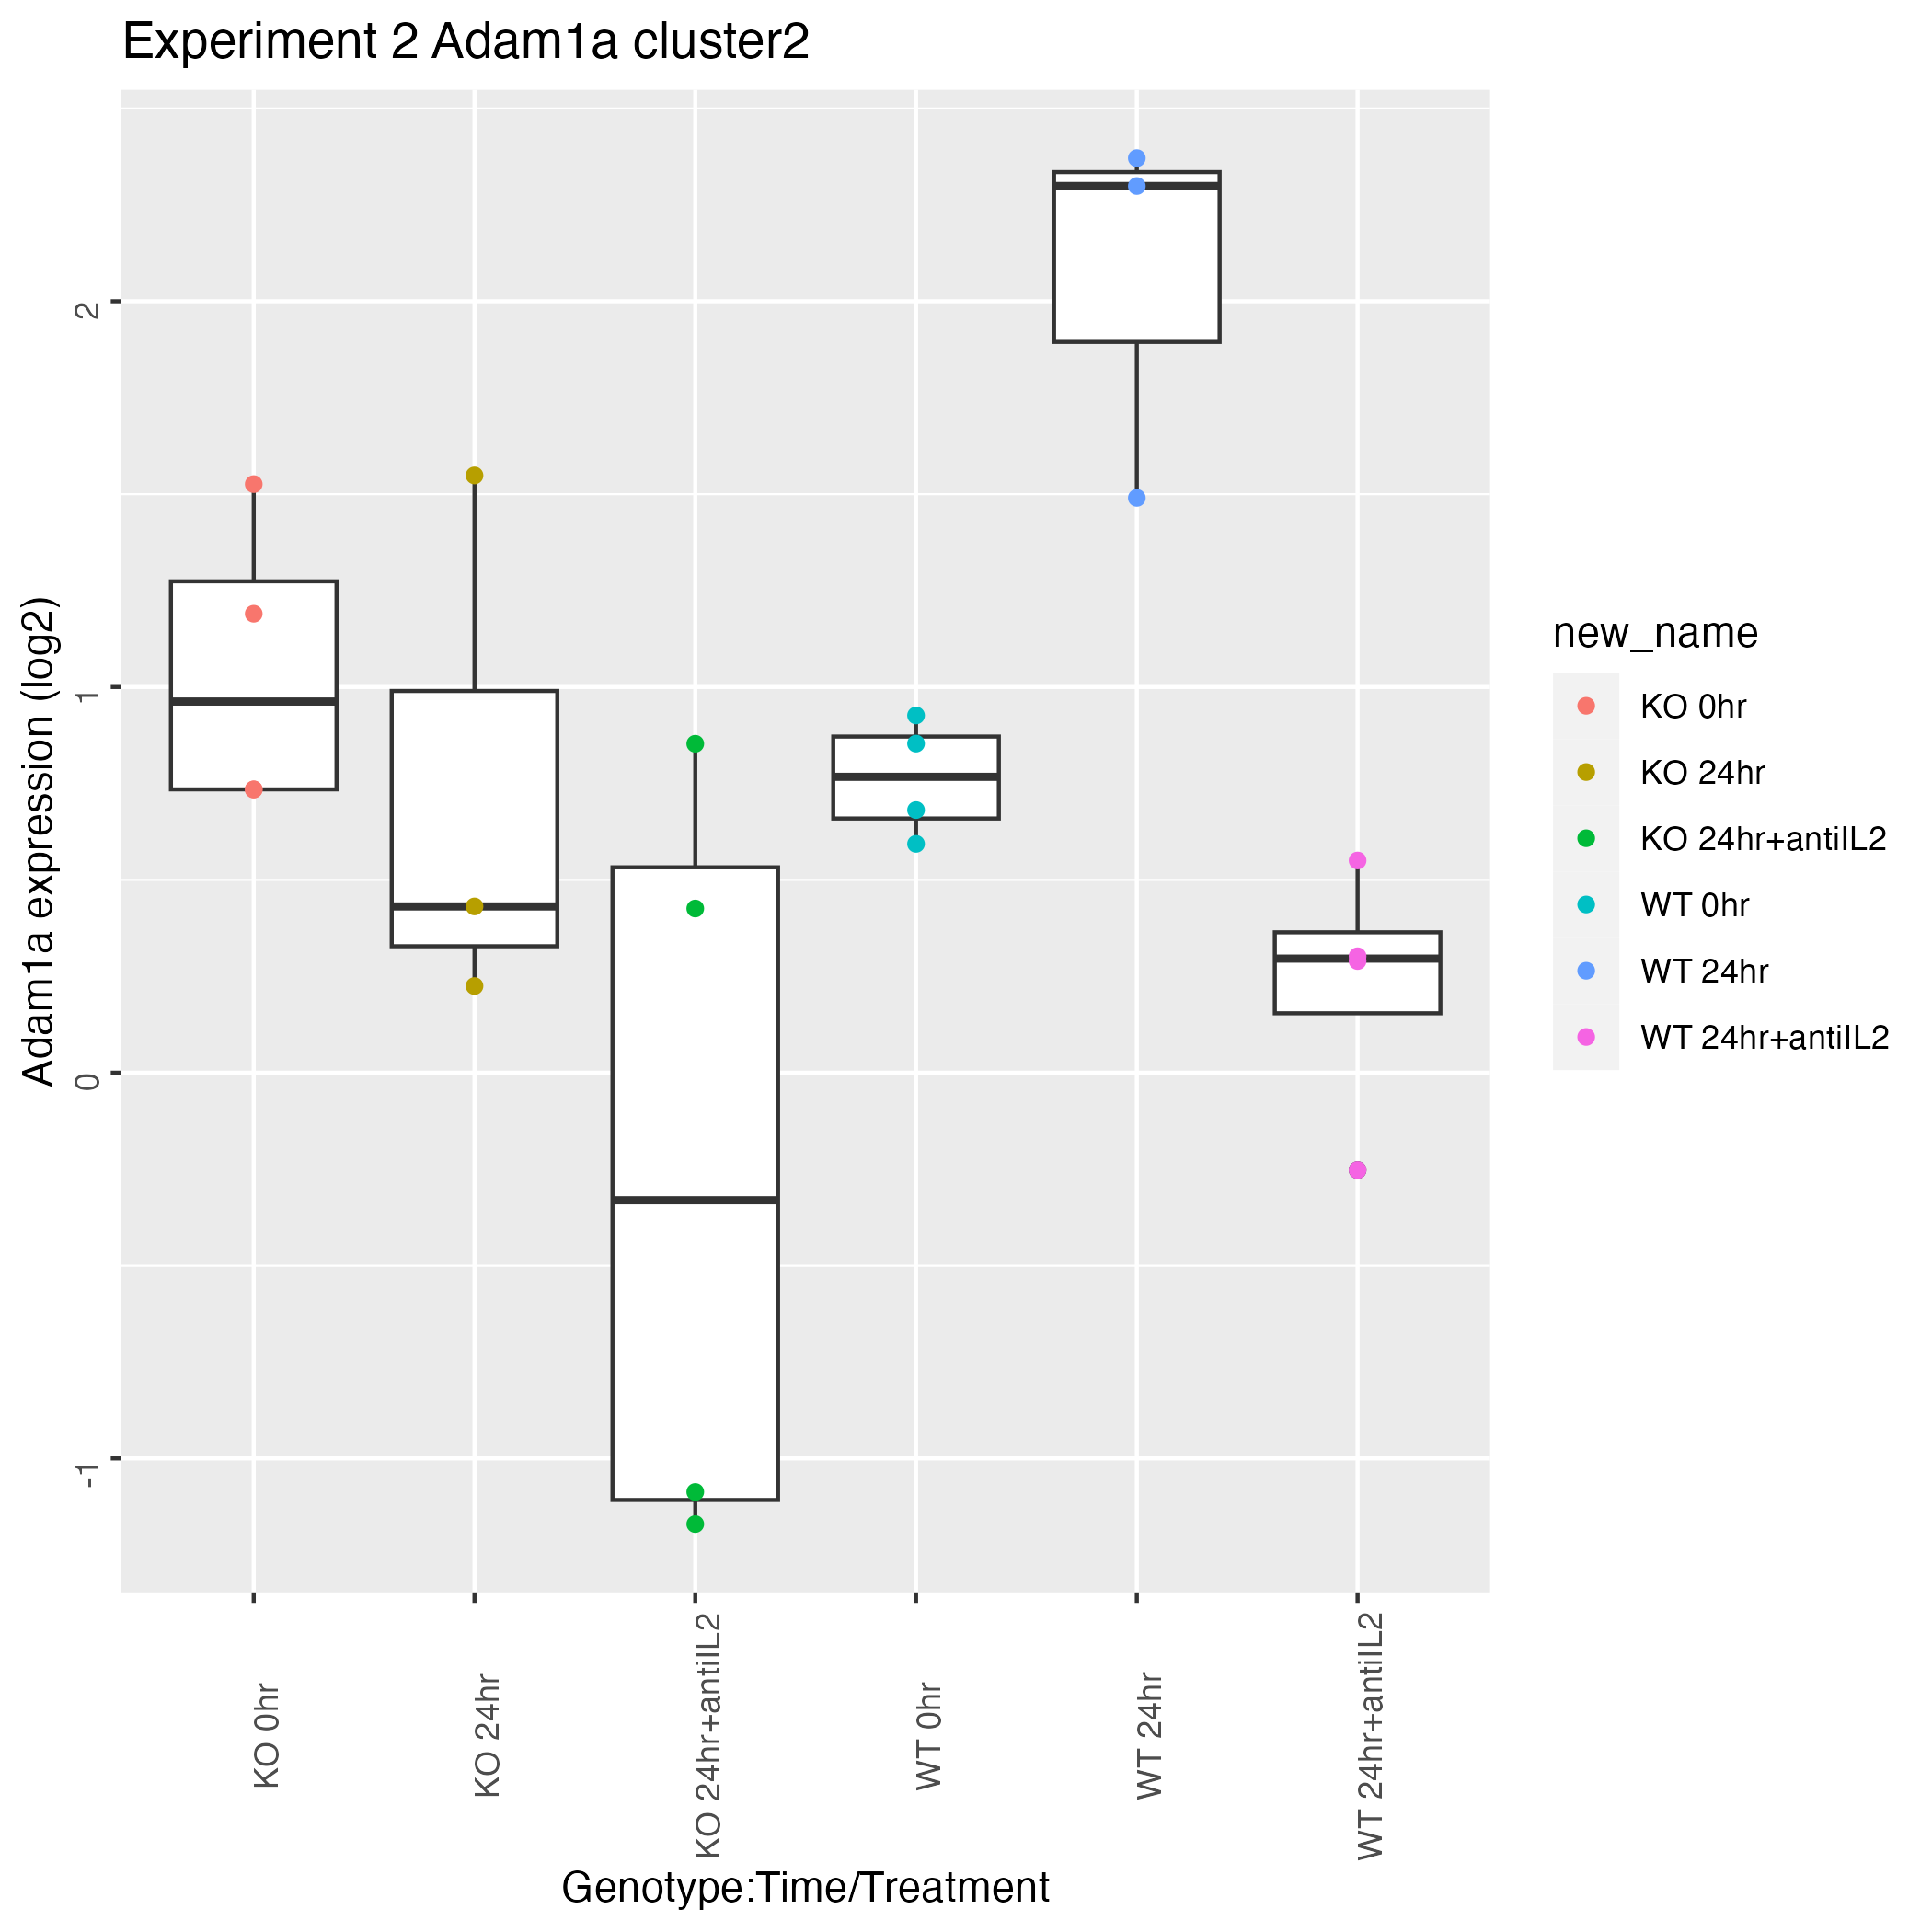 Experiment 2 Adam1a cluster2
Adam1a expression (log2)
2
1
0
-1
KO 0hr
KO 24hr
KO 24hr+antiIL2
WT 0hr
WT 24hr
WT 24hr+antiIL2
Genotype:Time/Treatment
new_name
KO 0hr
KO 24hr
KO 24hr+antiIL2
WT 0hr
WT 24hr
WT 24hr+antiIL2